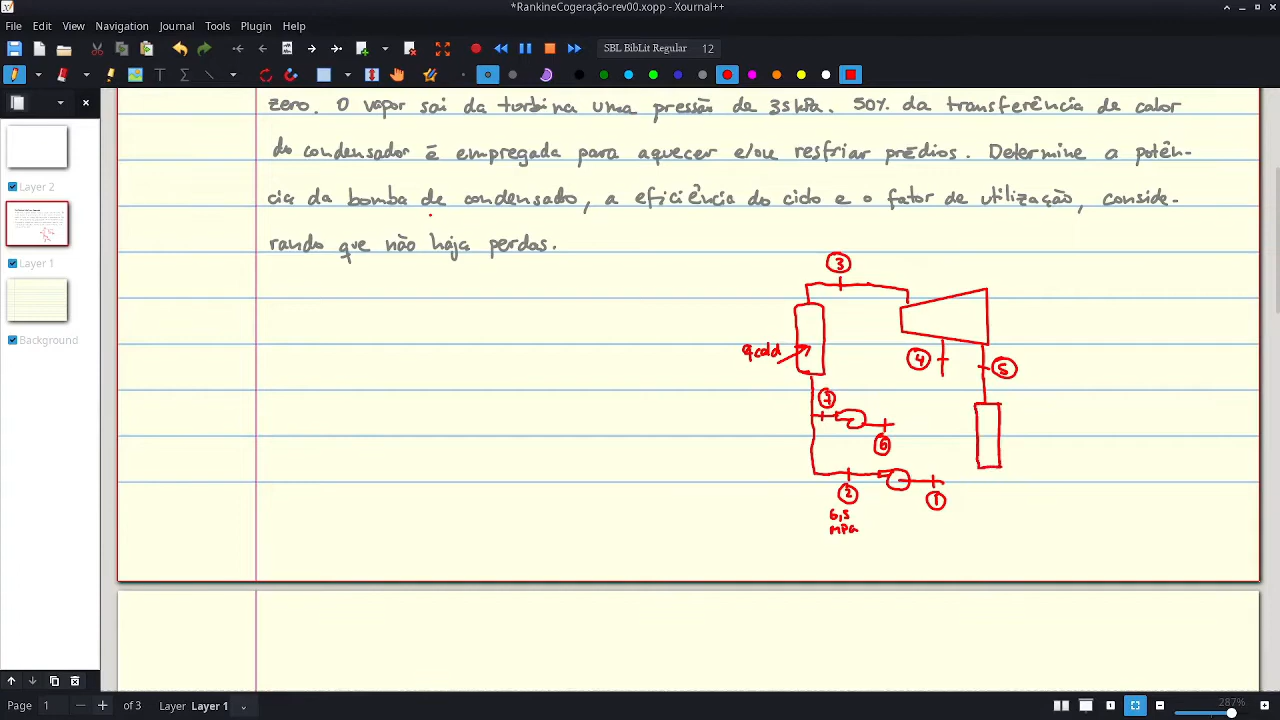 *RankineCogeração-rev00.xopp - Xournal++
File Edit View Navigation Journal Tools Plugin Help
SBL BibLit Regular 12
zero. O vapor sai da turbina uma pressão de 35kPa. 50% da transferência de calor
do condensador é empregada para aquecer e/ou resfriar prédios. Determine a potên-
cia da bomba de condensado, a eficiência do ciclo e o fator de utilização, conside-
rando que não haja perdas.
3
qcald
4
5
7
6
2
1
6,5
MPa
Layer 2
Layer 1
Background
Page 1 of 3 Layer Layer 1
287%